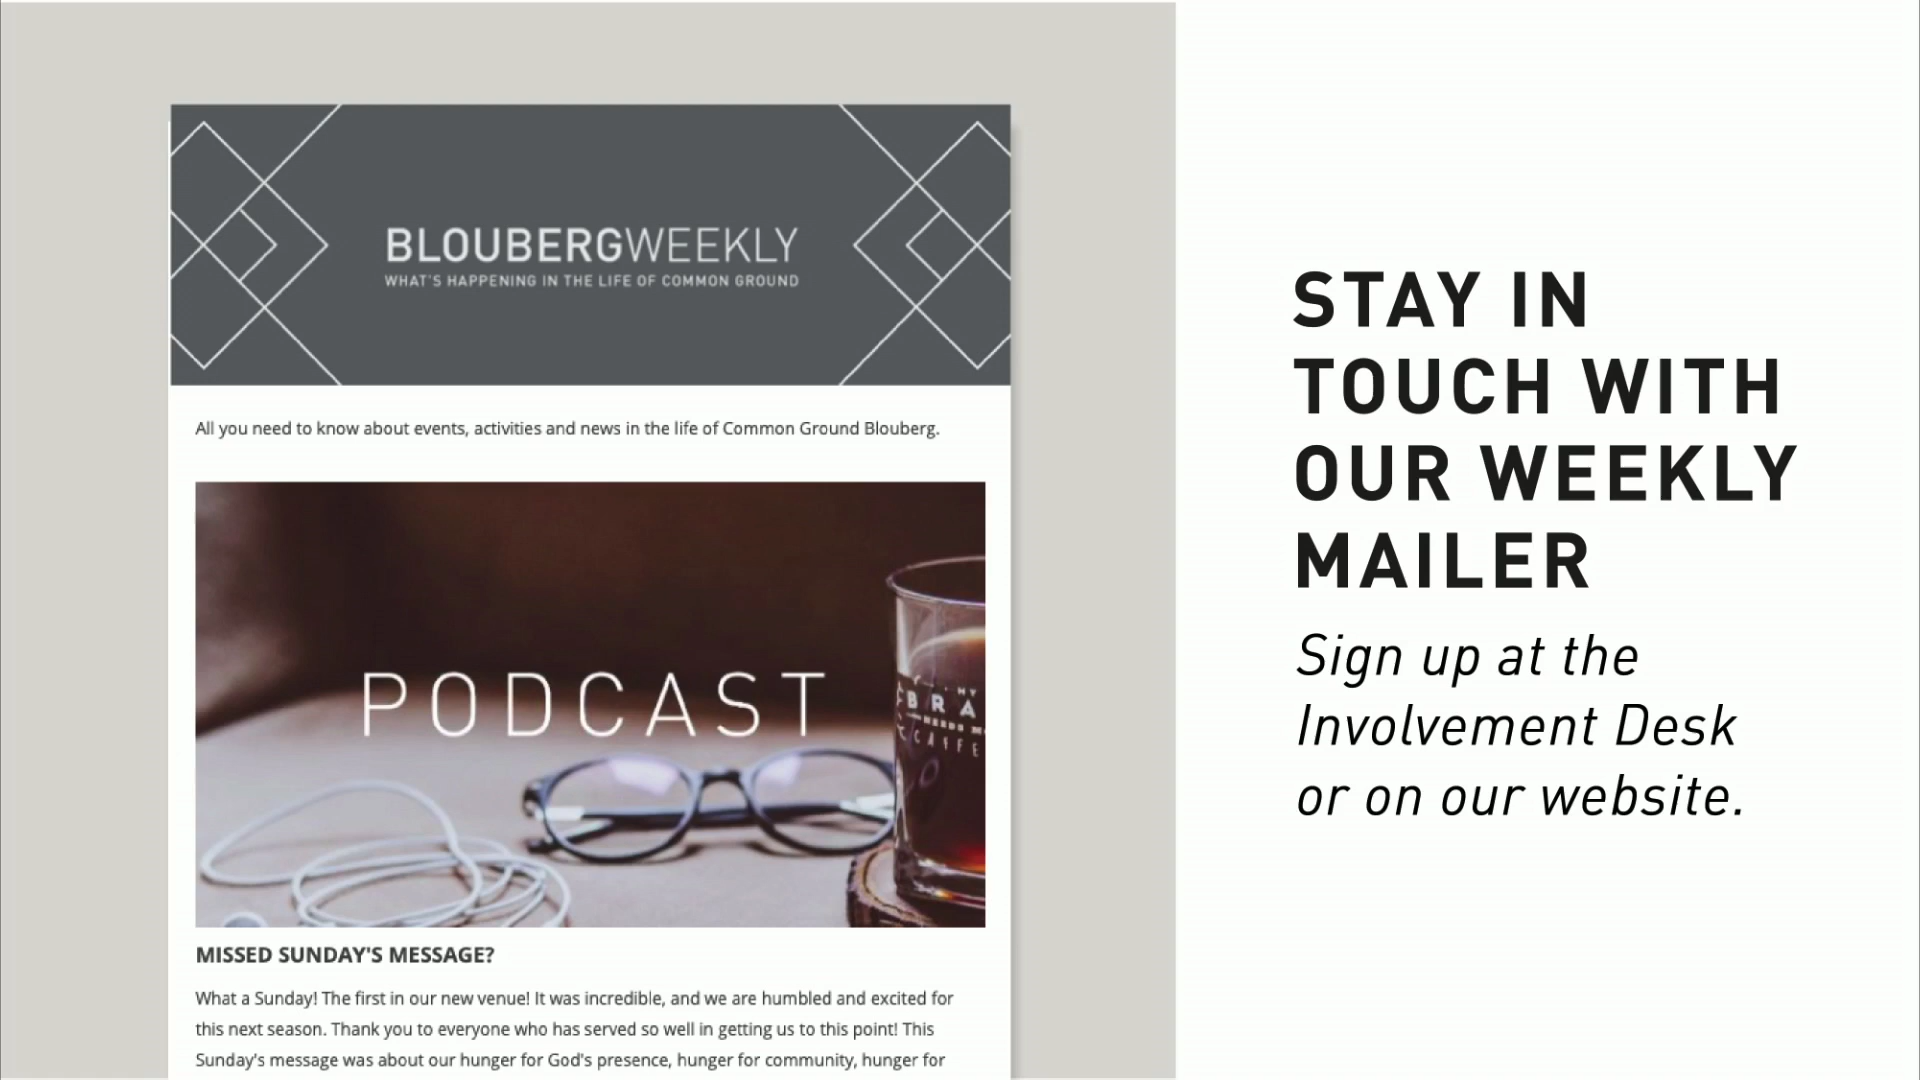 BLOUBERGWEEKLY
WHAT'S HAPPENING IN THE LIFE OF COMMON GROUND
All you need to know about events, activities and news in the life of Common Ground Blouberg.
PODCAST
BRA
CAFFE
MISSED SUNDAY'S MESSAGE?
What a Sunday! The first in our new venue! It was incredible, and we are humbled and excited for
this next season. Thank you to everyone who has served so well in getting us to this point! This
Sunday's message was about our hunger for God's presence, hunger for community, hunger for
STAY IN
TOUCH WITH
OUR WEEKLY
MAILER
Sign up at the
Involvement Desk
or on our website.